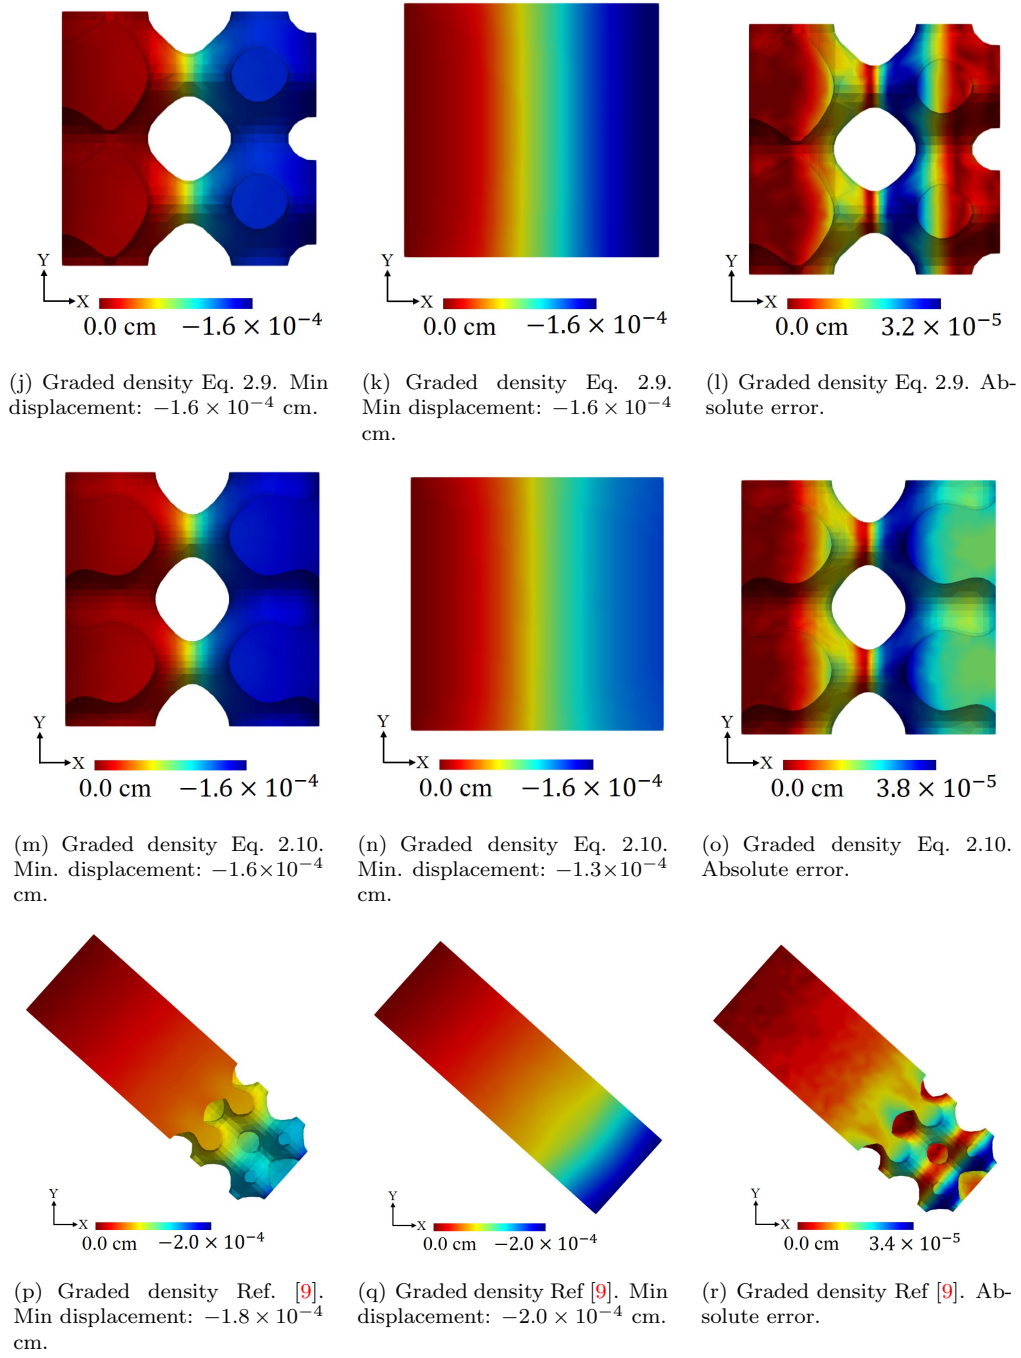 Y
X
0.0 cm
−1.6 × 10⁻⁴
Y
X
0.0 cm
−1.6 × 10⁻⁴
Y
X
0.0 cm
3.2 × 10⁻⁵
(j) Graded density Eq. 2.9. Min
displacement: −1.6 × 10⁻⁴ cm.
(k) Graded density Eq. 2.9.
Min displacement: −1.6 × 10⁻⁴
cm.
(l) Graded density Eq. 2.9. Ab-
solute error.
Y
X
0.0 cm
−1.6 × 10⁻⁴
Y
X
0.0 cm
−1.6 × 10⁻⁴
Y
X
0.0 cm
3.8 × 10⁻⁵
(m) Graded density Eq. 2.10.
Min. displacement: −1.6×10⁻⁴
cm.
(n) Graded density Eq. 2.10.
Min. displacement: −1.3×10⁻⁴
cm.
(o) Graded density Eq. 2.10.
Absolute error.
Y
X
0.0 cm
−2.0 × 10⁻⁴
Y
X
0.0 cm
−2.0 × 10⁻⁴
Y
X
0.0 cm
3.4 × 10⁻⁵
(p) Graded density Ref. [9].
Min displacement: −1.8 × 10⁻⁴
cm.
(q) Graded density Ref [9]. Min
displacement: −2.0 × 10⁻⁴ cm.
(r) Graded density Ref [9]. Ab-
solute error.